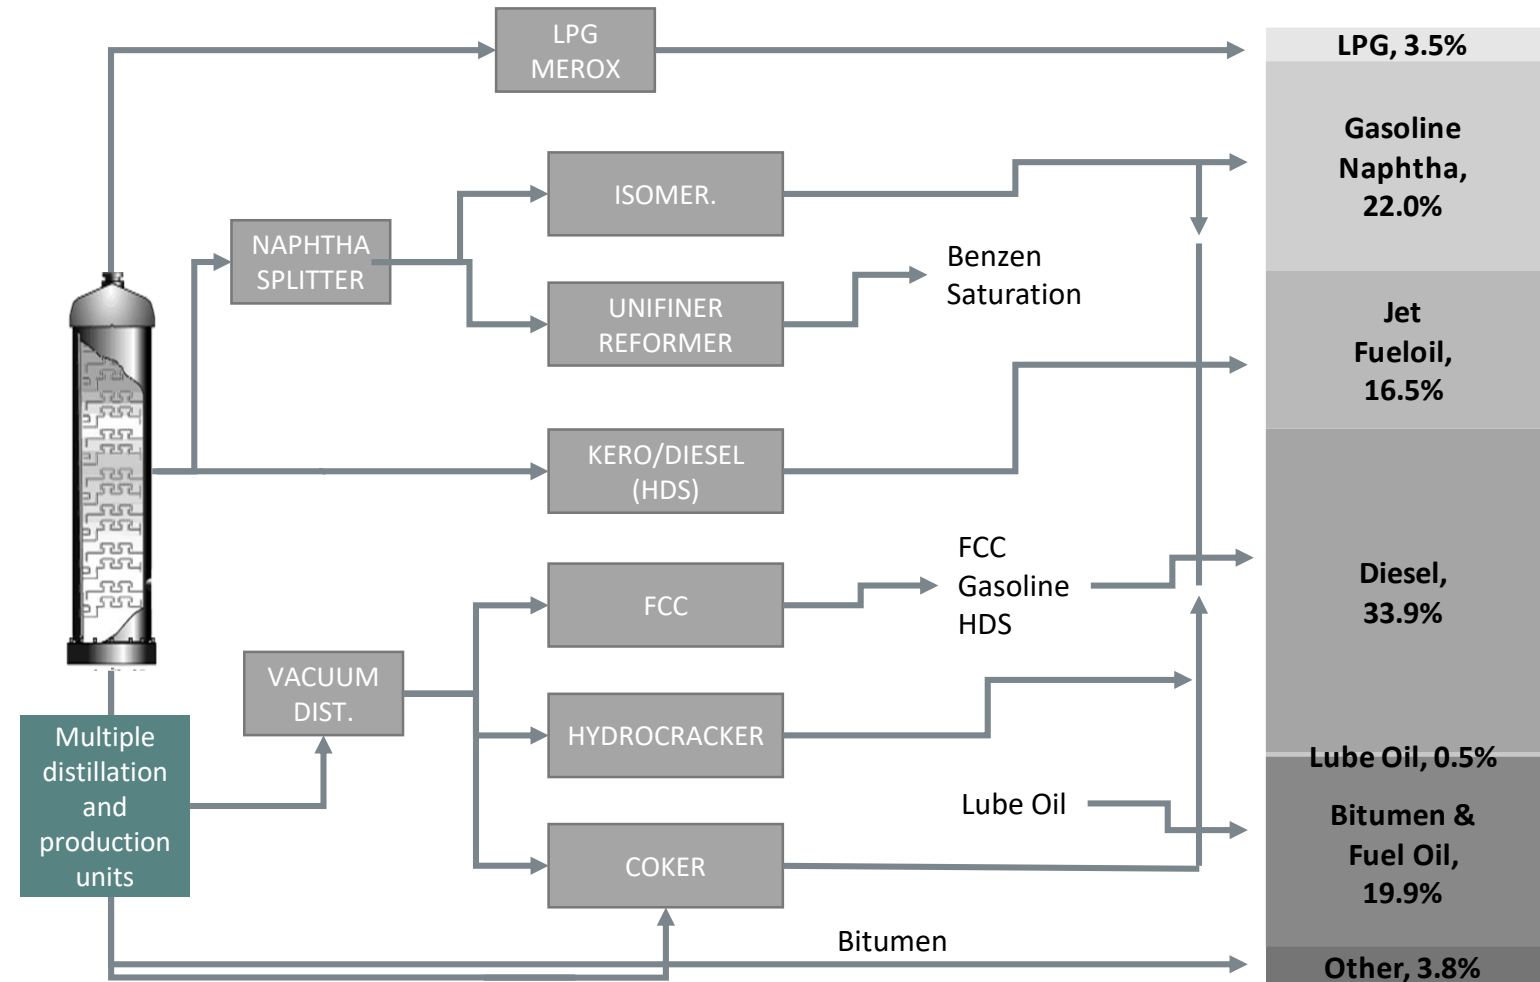 LPG
MEROX
LPG, 3.5%
Gasoline
Naphtha,
22.0%
ISOMER.
NAPHTHA
SPLITTER
Benzen
Saturation
UNIFINER
REFORMER
Jet
Fueloil,
16.5%
KERO/DIESEL
(HDS)
FCC
FCC
Gasoline
HDS
Diesel,
33.9%
VACUUM
DIST.
HYDROCRACKER
Multiple
distillation
and
production
units
Lube Oil, 0.5%
Lube Oil
Bitumen &
Fuel Oil,
19.9%
COKER
Bitumen
Other, 3.8%